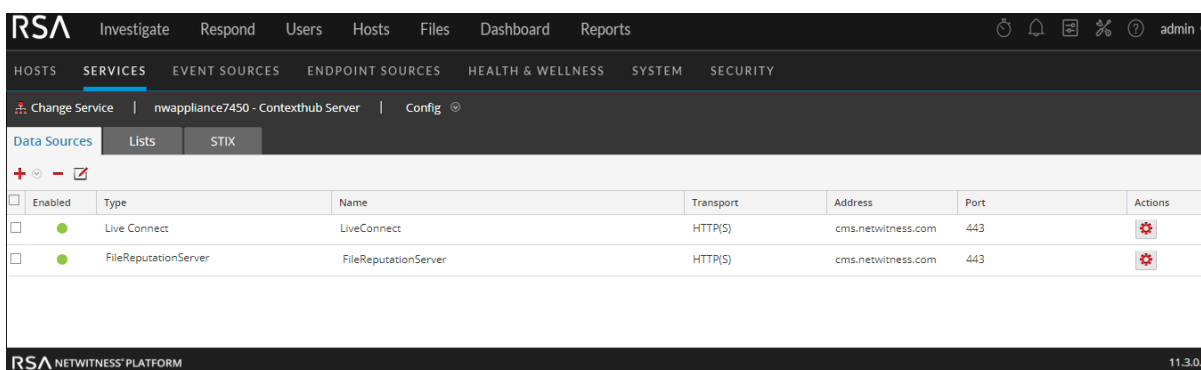 RSA Investigate Respond Users Hosts Files Dashboard Reports admin
HOSTS SERVICES EVENT SOURCES ENDPOINT SOURCES HEALTH & WELLNESS SYSTEM SECURITY
Change Service | nwappliance7450 - Contexthub Server | Config
Data Sources Lists STIX
Enabled Type Name Transport Address Port Actions
Live Connect LiveConnect HTTP(S) cms.netwitness.com 443
FileReputationServer FileReputationServer HTTP(S) cms.netwitness.com 443
RSA NETWITNESS® PLATFORM 11.3.0.